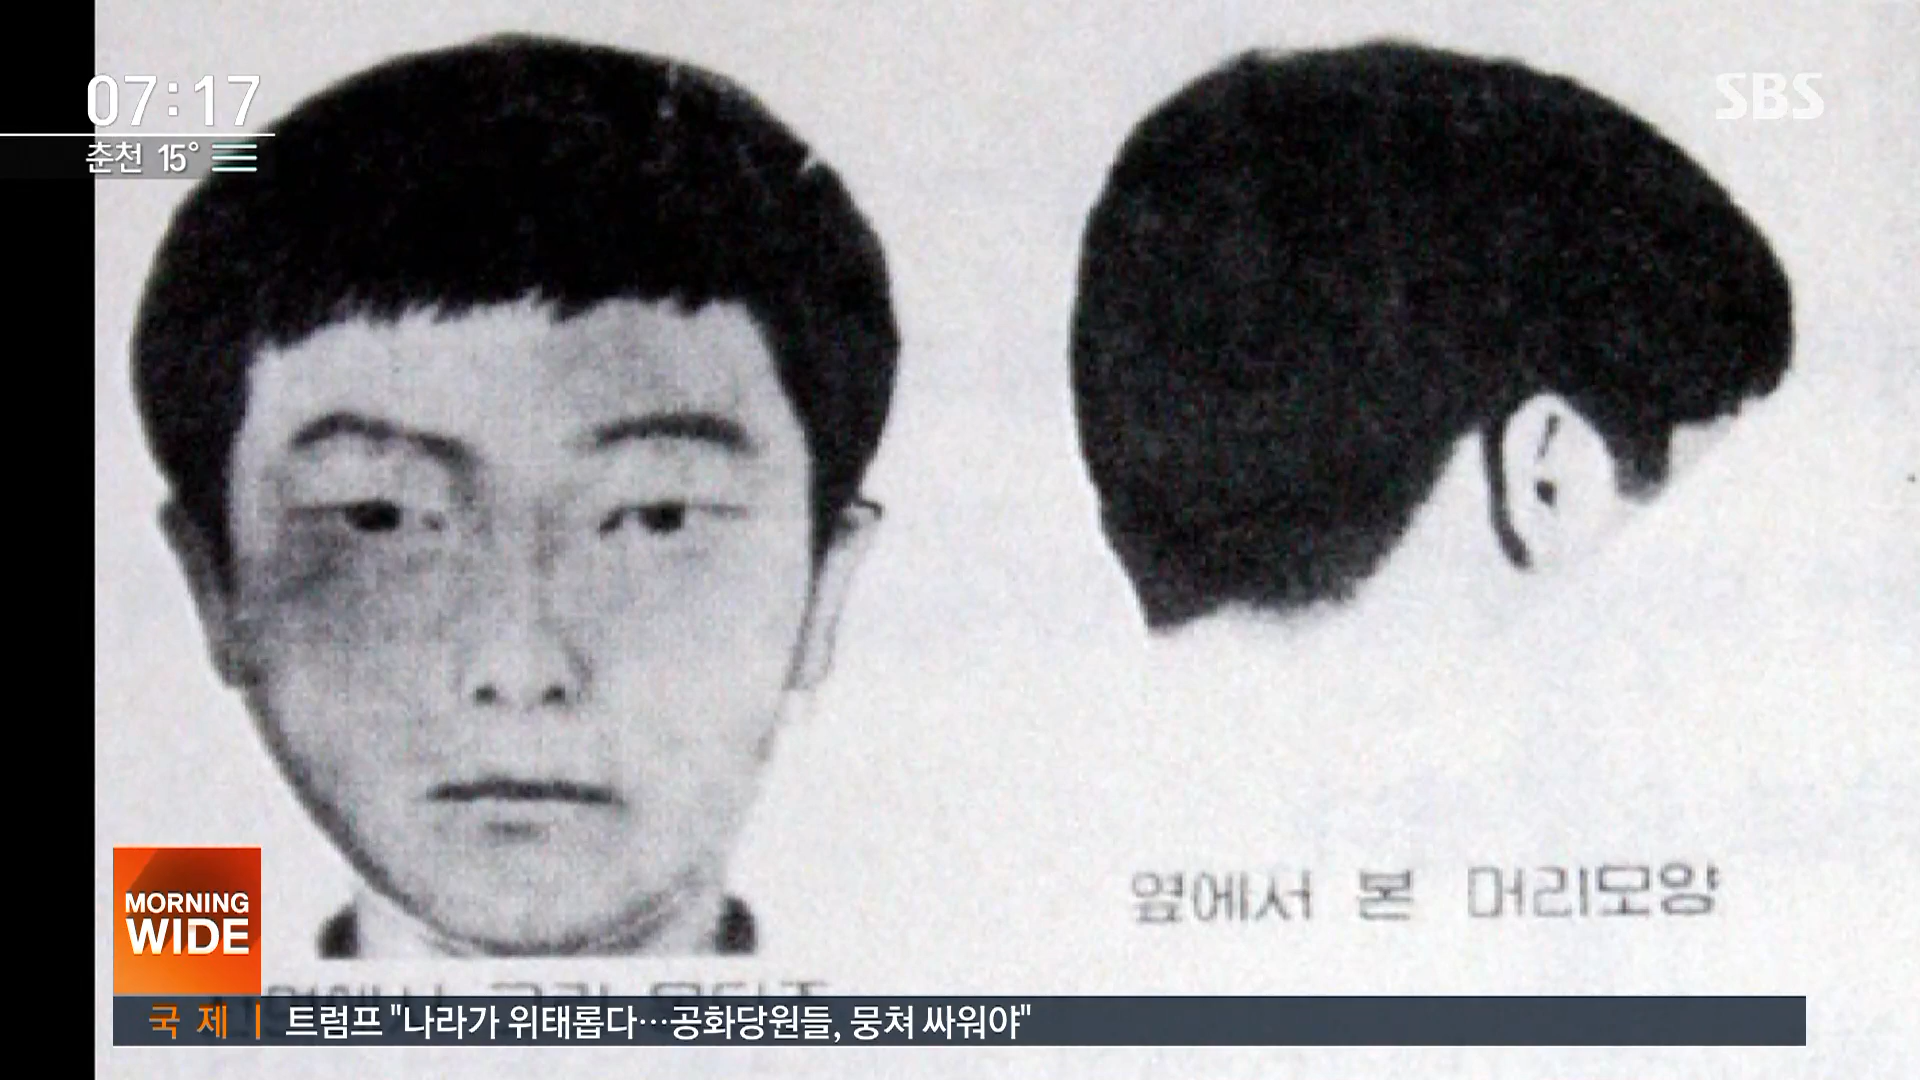 07:17
SBS
춘천 15°
옆에서 본 머리모양
MORNING
WIDE
국 제 | 트럼프 "나라가 위태롭다…공화당원들, 뭉쳐 싸워야"